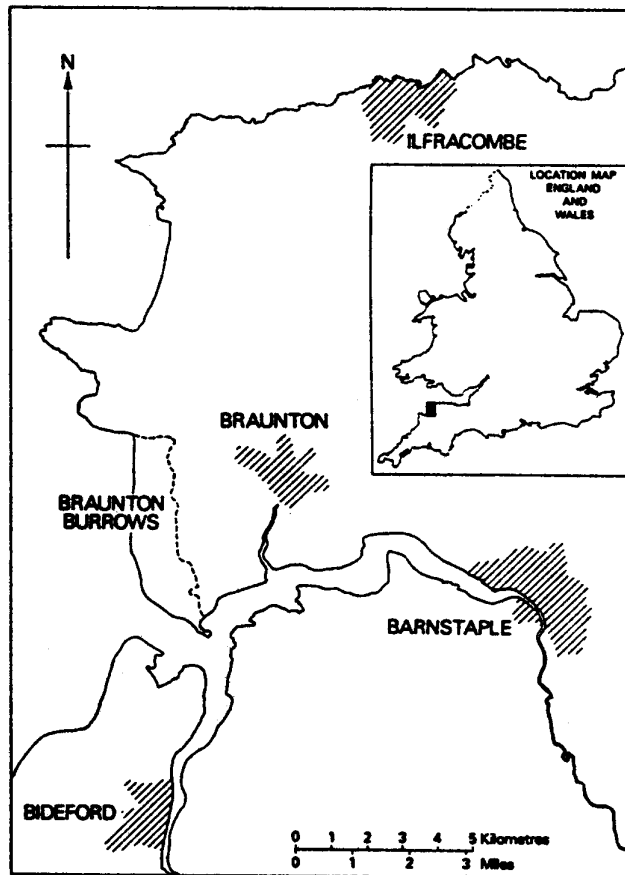 N
ILFRACOMBE
LOCATION MAP
ENGLAND
AND
WALES
BRAUNTON
BRAUNTON
BURROWS
BARNSTAPLE
BIDEFORD
0 1 2 3 4 5 Kilometres
0 1 2 3 Miles